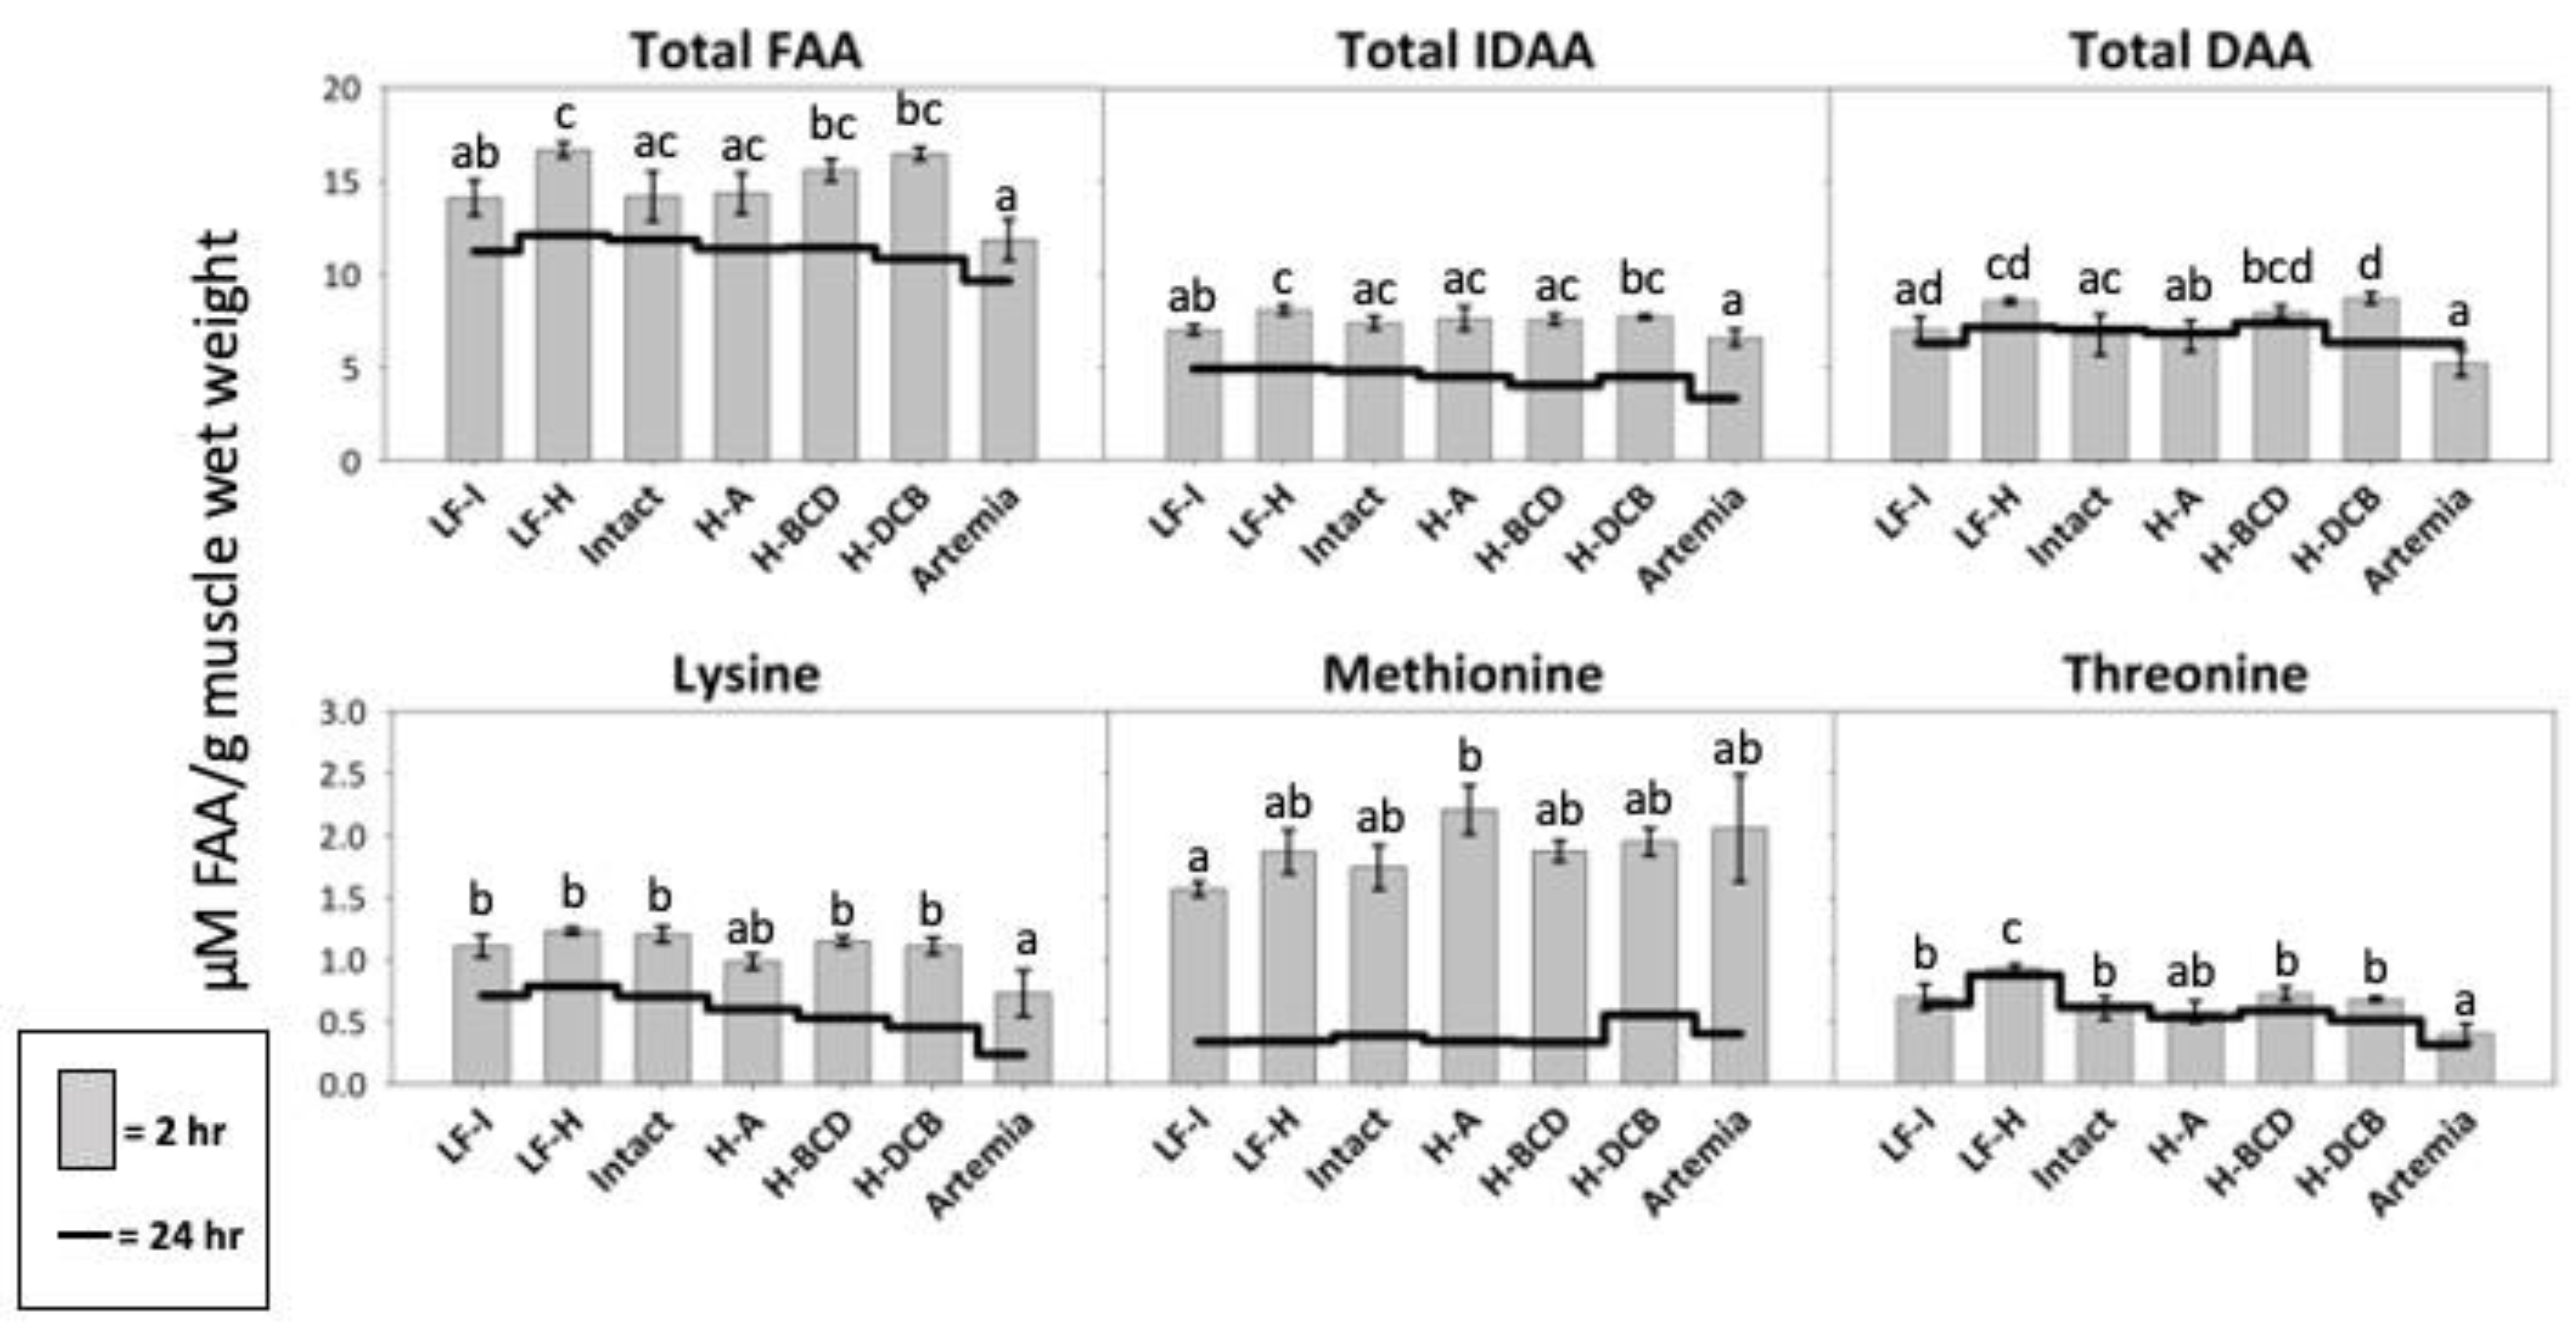 Total FAA Total IDAA Total DAA
20
15
10
5
0
ab c ac ac bc bc a
ab c ac ac ac bc a
ad cd ac ab bcd d a
LF-I LF-H Intact H-A H-BCD H-DCB Artemia
LF-I LF-H Intact H-A H-BCD H-DCB Artemia
LF-I LF-H Intact H-A H-BCD H-DCB Artemia
µM FAA/g muscle wet weight
Lysine Methionine Threonine
3.0
2.5
2.0
1.5
1.0
0.5
0.0
b b b ab b b a
a ab ab b ab ab ab
b c b ab b b a
LF-I LF-H Intact H-A H-BCD H-DCB Artemia
LF-I LF-H Intact H-A H-BCD H-DCB Artemia
LF-I LF-H Intact H-A H-BCD H-DCB Artemia
= 2 hr
= 24 hr